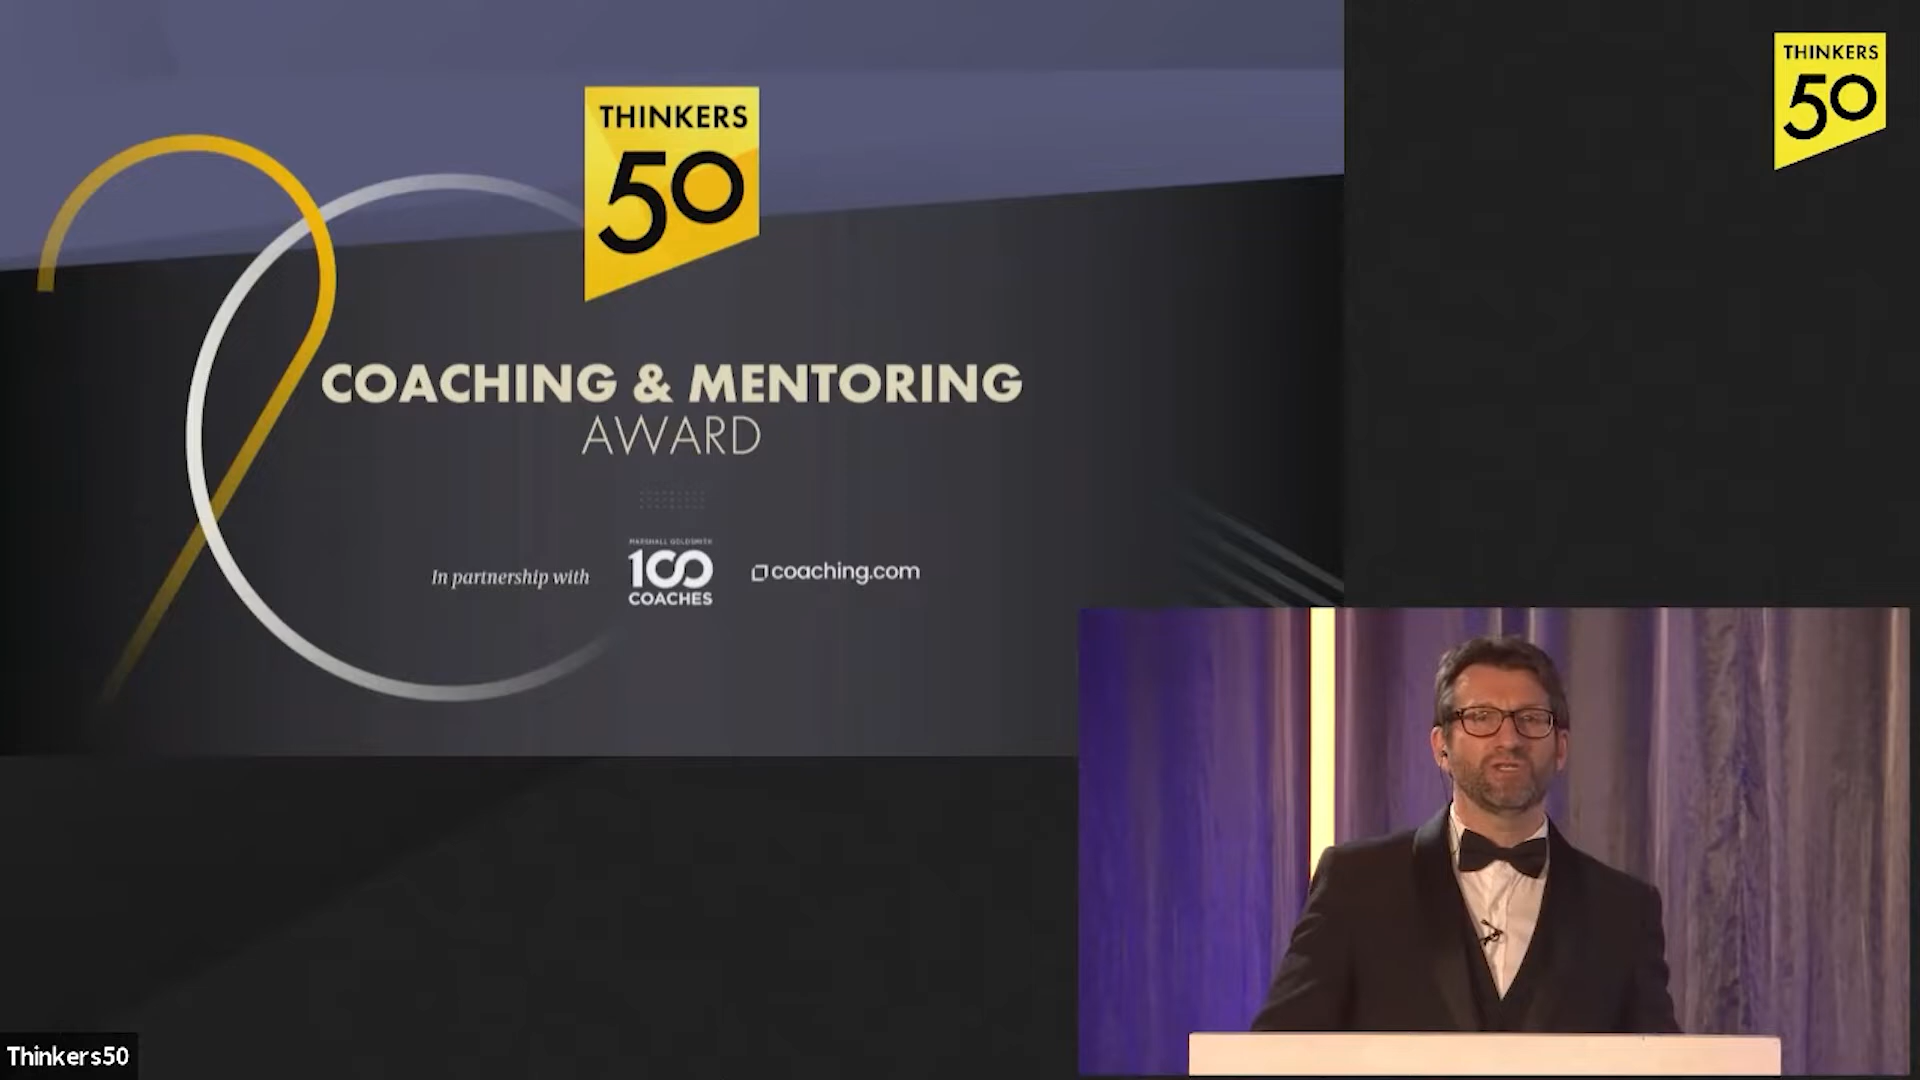 THINKERS
50
COACHING & MENTORING
AWARD
In partnership with
MARSHALL GOLDSMITH
100
COACHES
coaching.com
THINKERS
50
Thinkers50